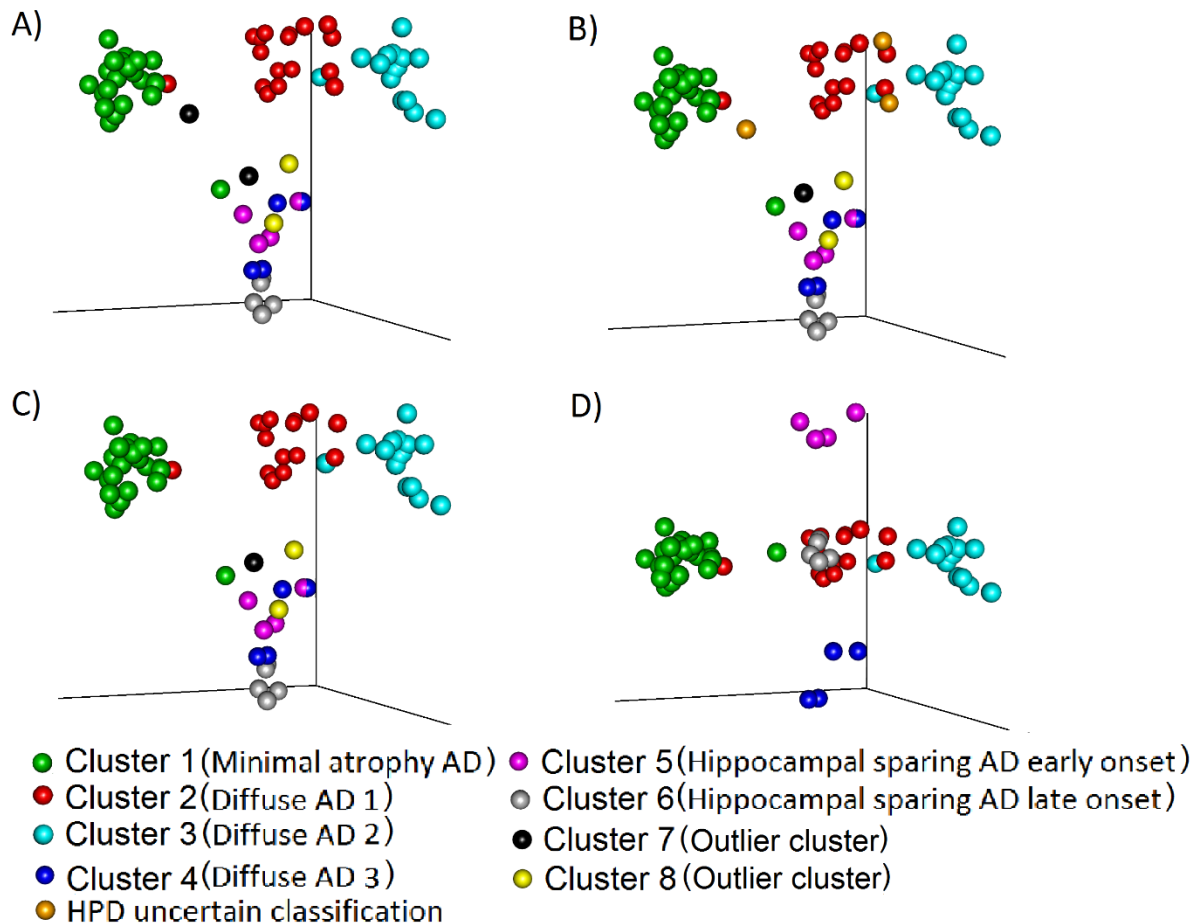 A)
B)
C)
D)
Cluster 1 (Minimal atrophy AD)
Cluster 2 (Diffuse AD 1)
Cluster 3 (Diffuse AD 2)
Cluster 4 (Diffuse AD 3)
HPD uncertain classification
Cluster 5 (Hippocampal sparing AD early onset)
Cluster 6 (Hippocampal sparing AD late onset)
Cluster 7 (Outlier cluster)
Cluster 8 (Outlier cluster)